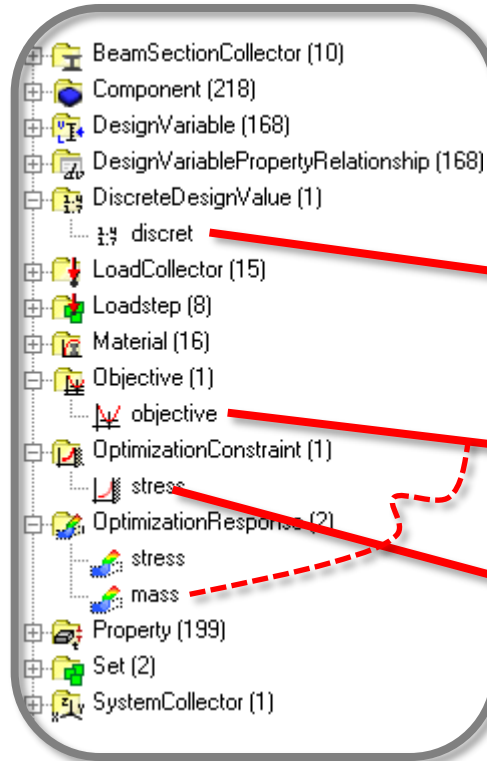 BeamSectionCollector (10)
Component (218)
DesignVariable (168)
DesignVariablePropertyRelationship (168)
DiscreteDesignValue (1)
discret
LoadCollector (15)
Loadstep (8)
Material (16)
Objective (1)
objective
OptimizationConstraint (1)
stress
OptimizationResponse (2)
stress
mass
Property (199)
Set (2)
SystemCollector (1)